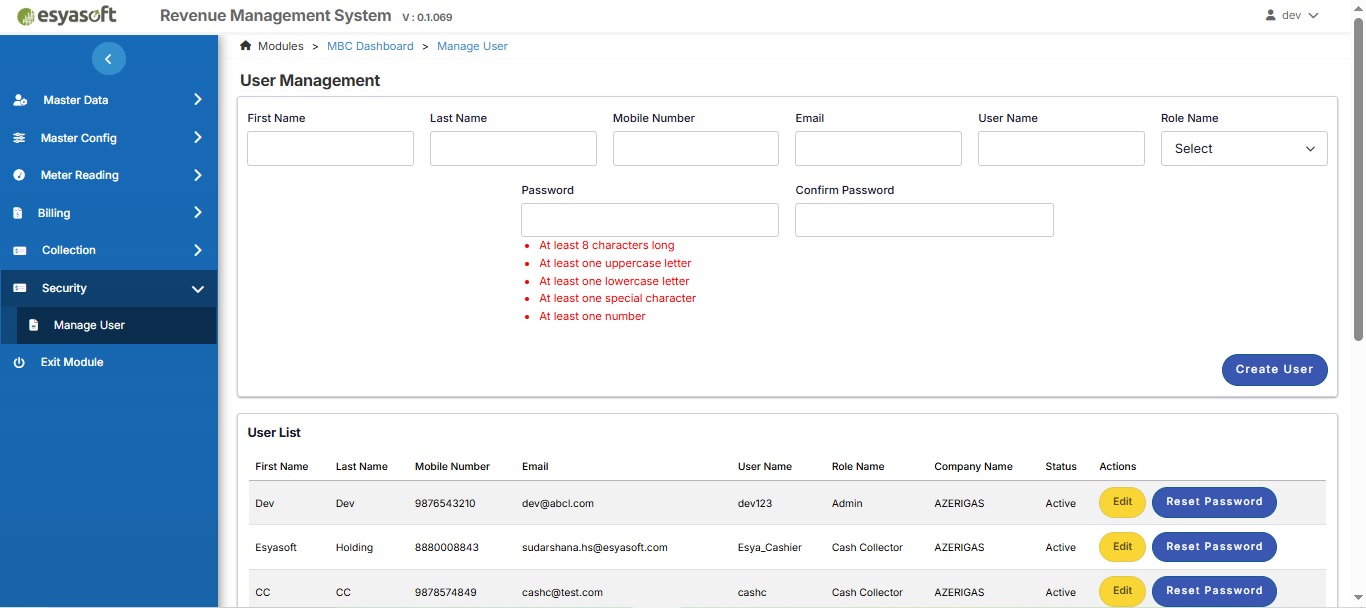 esyasoft Revenue Management System V : 0.1.069 dev
Modules > MBC Dashboard > Manage User
Master Data
Master Config
Meter Reading
Billing
Collection
Security
Manage User
Exit Module
User Management
First Name Last Name Mobile Number Email User Name Role Name
Select
Password Confirm Password
At least 8 characters long
At least one uppercase letter
At least one lowercase letter
At least one special character
At least one number
Create User
User List
First Name Last Name Mobile Number Email User Name Role Name Company Name Status Actions
Dev Dev 9876543210 dev@abcl.com dev123 Admin AZERIGAS Active Edit Reset Password
Esyasoft Holding 8880008843 sudarshana.hs@esyasoft.com Esya_Cashier Cash Collector AZERIGAS Active Edit Reset Password
CC CC 9878574849 cashc@test.com cashc Cash Collector AZERIGAS Active Edit Reset Password